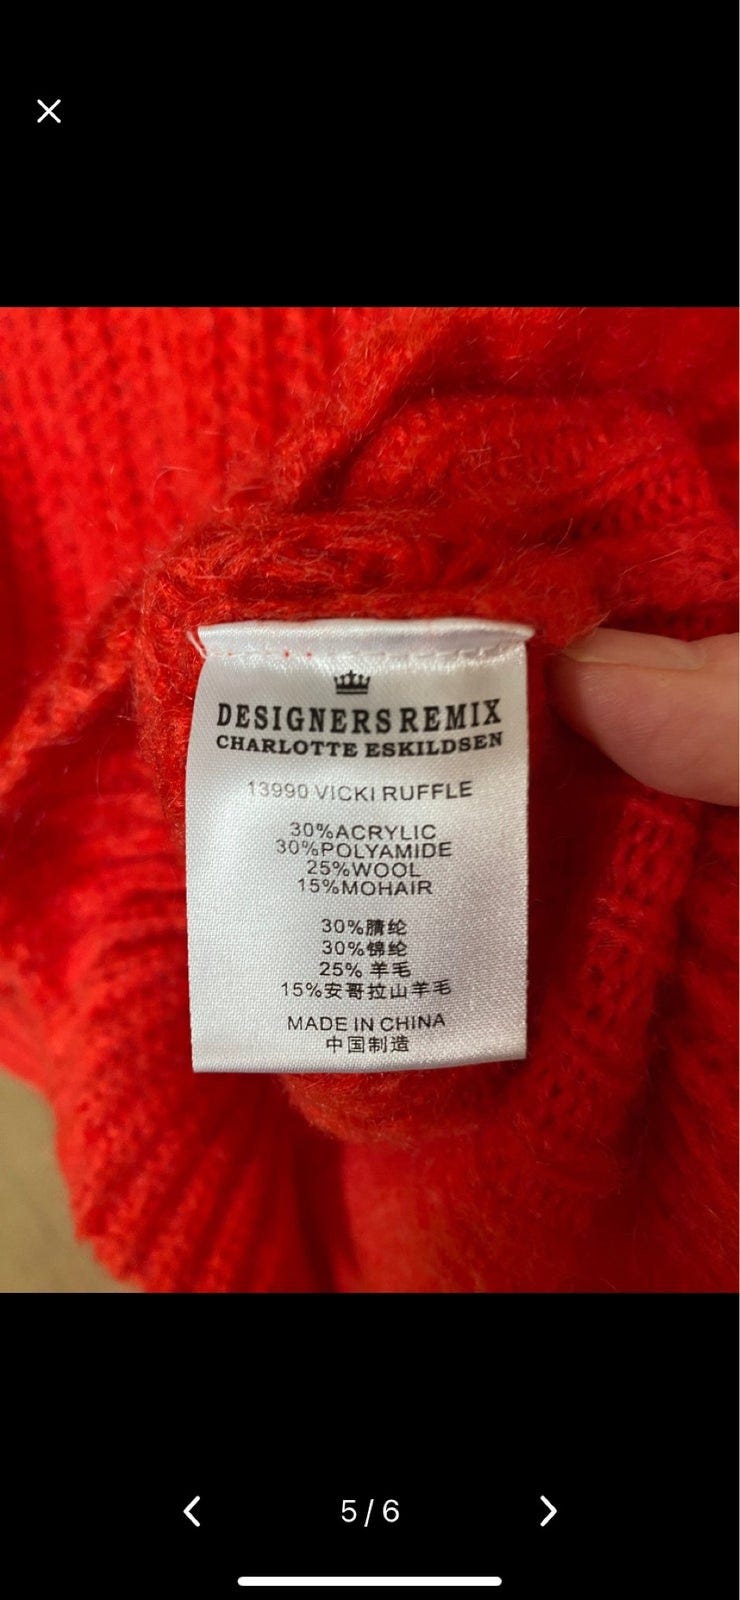 DESIGNERS REMIX
CHARLOTTE ESKILDSEN
13990 VICKI RUFFLE
30%ACRYLIC
30%POLYAMIDE
25%WOOL
15%MOHAIR
30%腈纶
30%锦纶
25% 羊毛
15%安哥拉山羊毛
MADE IN CHINA
中国制造
5 / 6